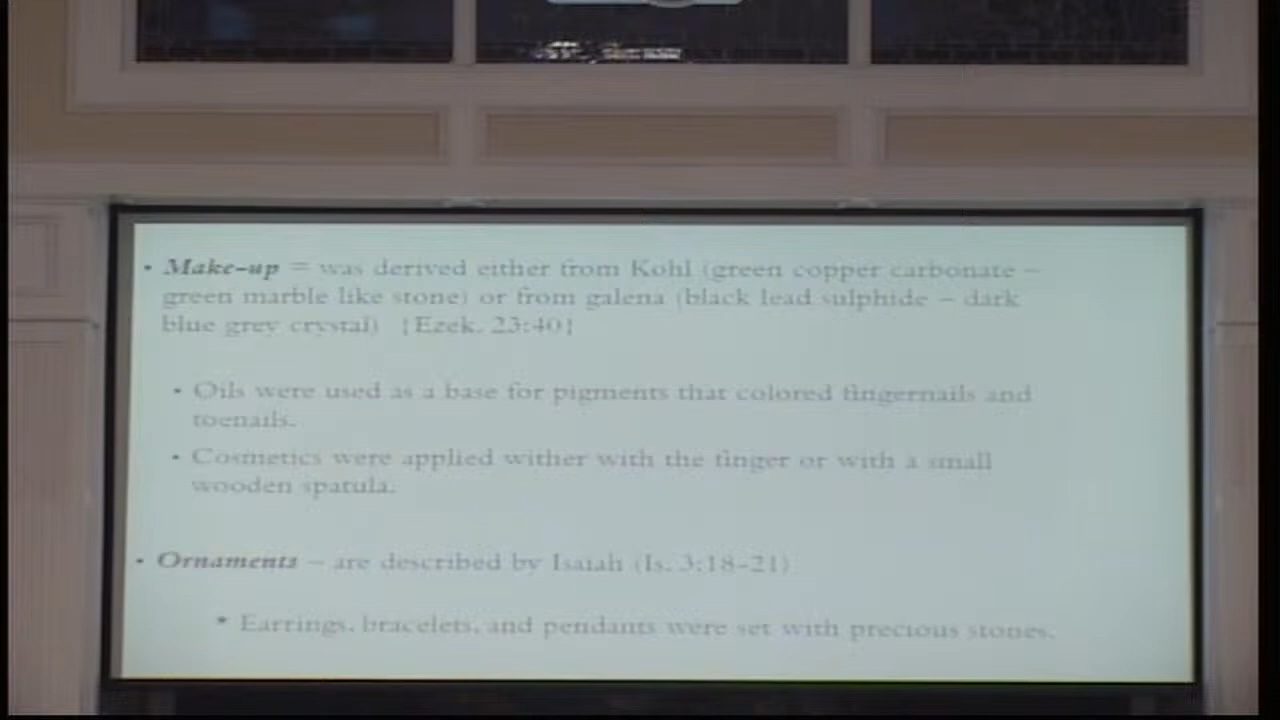 • Make-up = was derived either from Kohl (green copper carbonate –
green marble like stone) or from galena (black lead sulphide – dark
blue grey crystal) {Ezek. 23:40}
• Oils were used as a base for pigments that colored fingernails and
toenails.
• Cosmetics were applied wither with the finger or with a small
wooden spatula.
• Ornaments – are described by Isaiah (Is. 3:18-21)
• Earrings, bracelets, and pendants were set with precious stones.